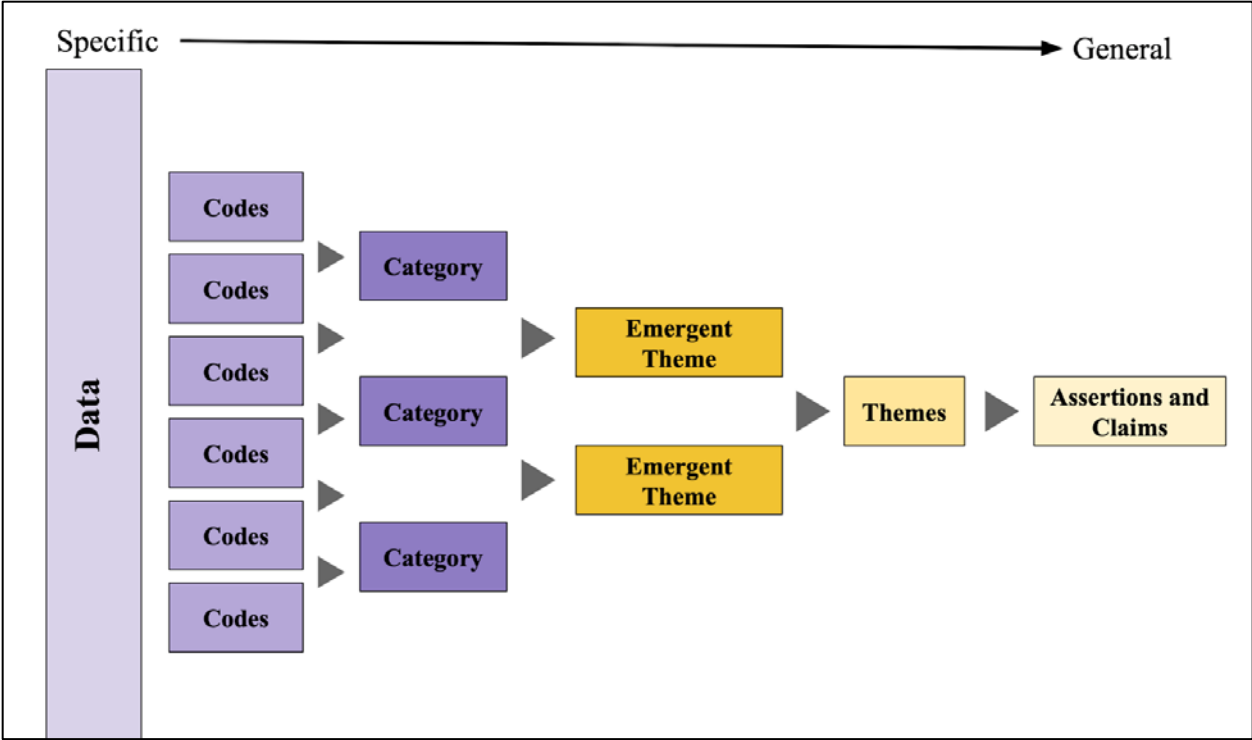 Specific
General
Data
Codes
Codes
Codes
Codes
Codes
Codes
Category
Category
Category
Emergent
Theme
Emergent
Theme
Themes
Assertions and
Claims